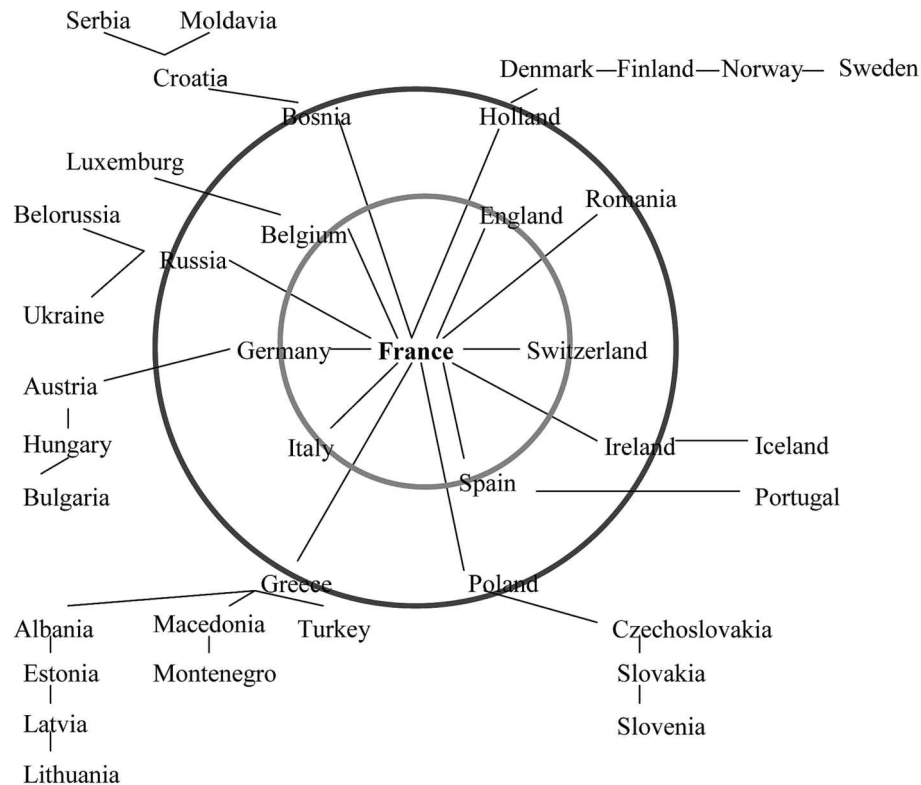 Serbia Moldavia
Denmark Finland Norway Sweden
Croatia
Bosnia Holland
Luxemburg
Romania
Belorussia England
Belgium
Russia
Ukraine
Germany France Switzerland
Austria
Hungary Italy Ireland Iceland
Bulgaria Spain Portugal
Greece Poland
Albania Macedonia Turkey Czechoslovakia
Estonia Montenegro Slovakia
Latvia Slovenia
Lithuania